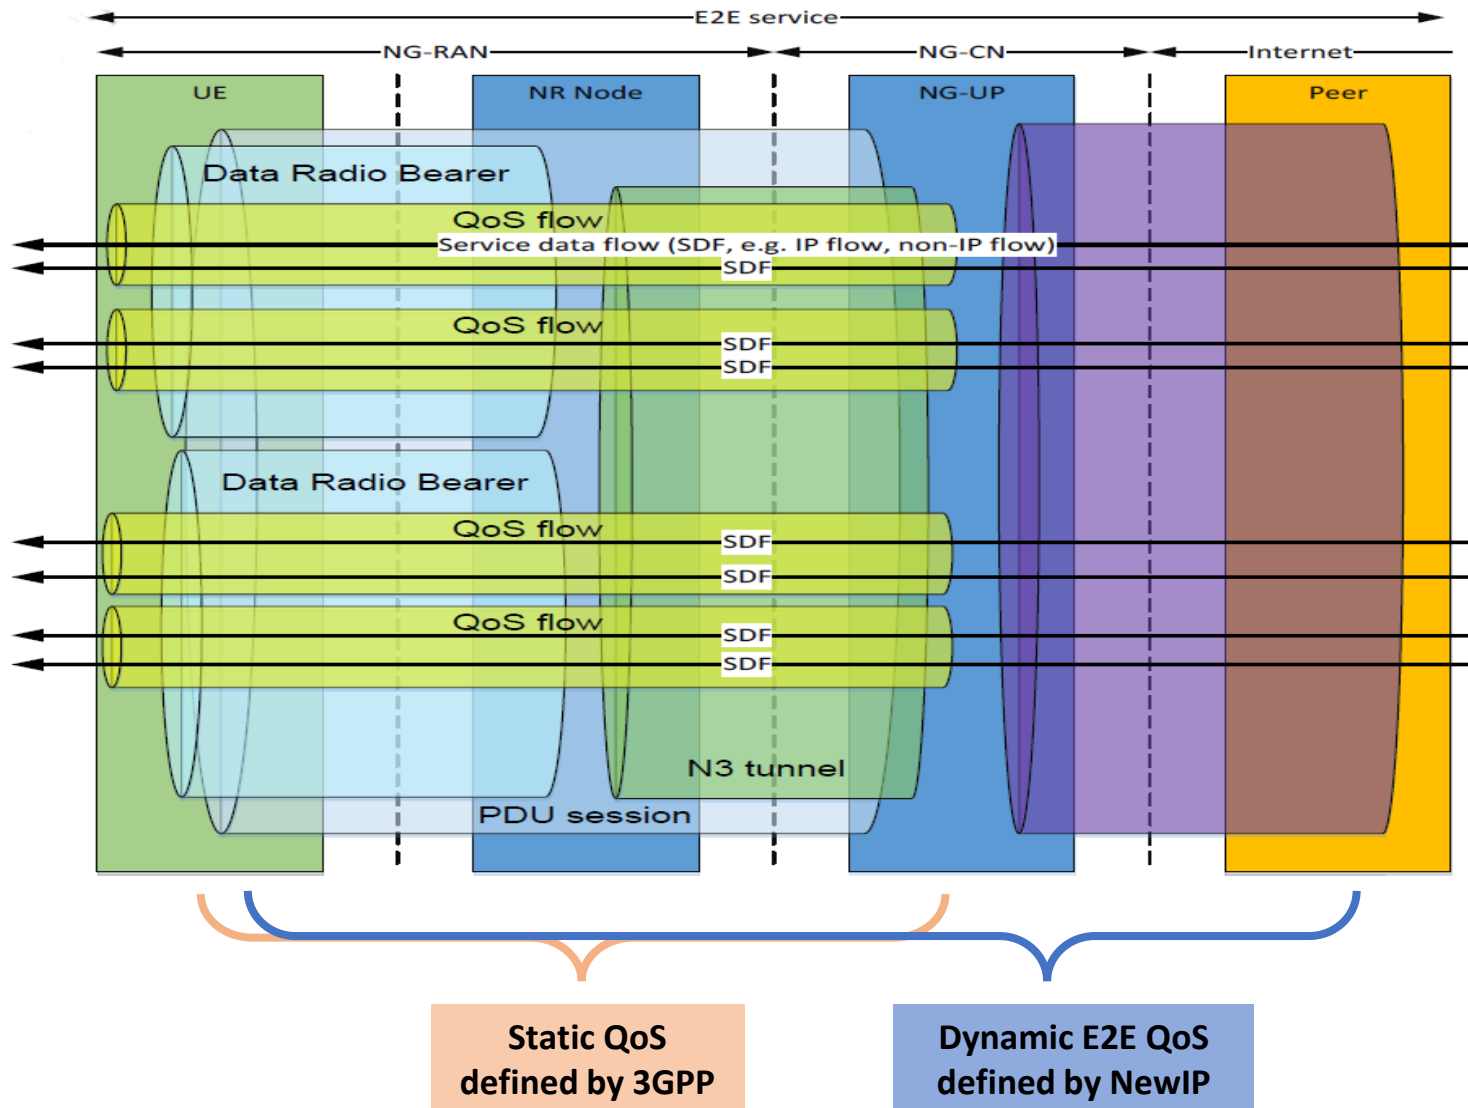 E2E service
NG-RAN
NG-CN
Internet
UE
NR Node
NG-UP
Peer
Data Radio Bearer
QoS flow
Service data flow (SDF, e.g. IP flow, non-IP flow)
SDF
QoS flow
SDF
SDF
Data Radio Bearer
QoS flow
SDF
SDF
QoS flow
SDF
SDF
N3 tunnel
PDU session
Static QoS
defined by 3GPP
Dynamic E2E QoS
defined by NewIP